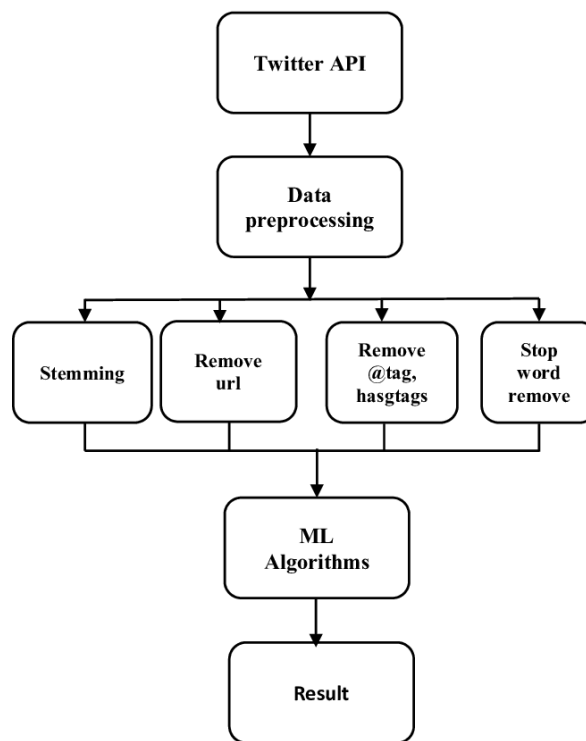 Twitter API
Data
preprocessing
Stemming
Remove
url
Remove
@tag,
hasgtags
Stop
word
remove
ML
Algorithms
Result